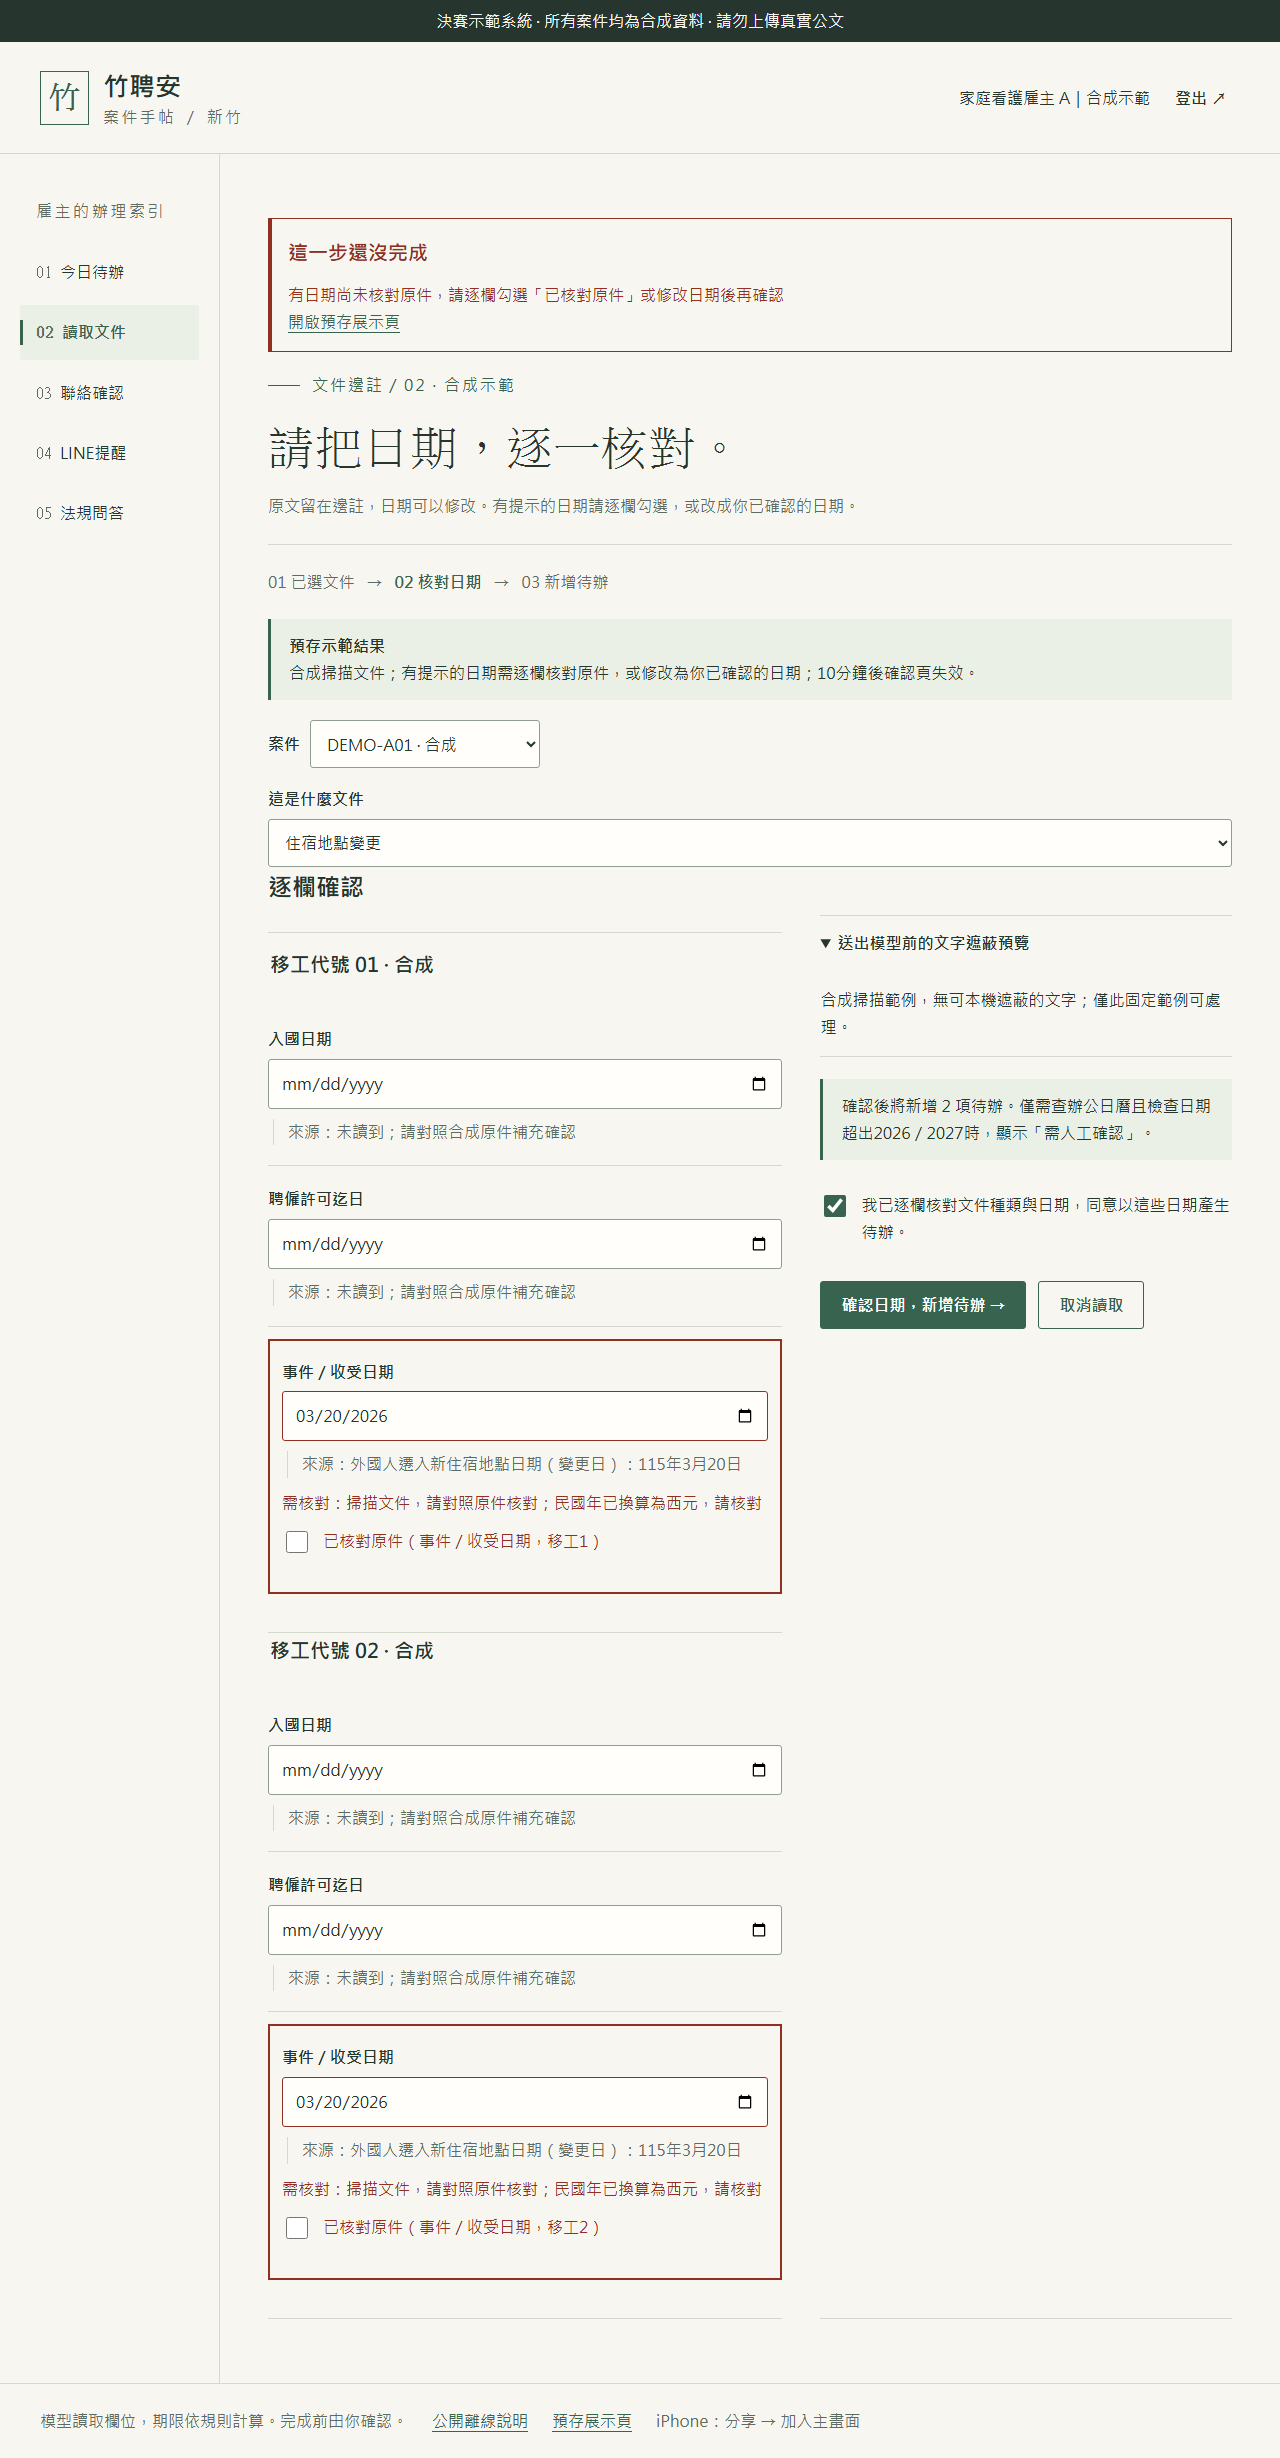 決賽示範系統 · 所有案件均為合成資料 · 請勿上傳真實公文
竹
竹聘安
案件手帖 / 新竹
家庭看護雇主 A | 合成示範
登出 ↗
雇主的辦理索引
01 今日待辦
02 讀取文件
03 聯絡確認
04 LINE提醒
05 法規問答
這一步還沒完成
有日期尚未核對原件，請逐欄勾選「已核對原件」或修改日期後再確認
開啟預存展示頁
文件邊註 / 02 · 合成示範
請把日期，逐一核對。
原文留在邊註，日期可以修改。有提示的日期請逐欄勾選，或改成你已確認的日期。
01 已選文件 → 02 核對日期 → 03 新增待辦
預存示範結果
合成掃描文件；有提示的日期需逐欄核對原件，或修改為你已確認的日期；10分鐘後確認頁失效。
案件 DEMO-A01 · 合成
這是什麼文件
住宿地點變更
逐欄確認
移工代號 01 · 合成
入國日期
mm/dd/yyyy
來源：未讀到；請對照合成原件補充確認
聘僱許可迄日
mm/dd/yyyy
來源：未讀到；請對照合成原件補充確認
事件 / 收受日期
03/20/2026
來源：外國人遷入新住宿地點日期（變更日）：115年3月20日
需核對：掃描文件，請對照原件核對；民國年已換算為西元，請核對
已核對原件（事件 / 收受日期，移工1）
移工代號 02 · 合成
入國日期
mm/dd/yyyy
來源：未讀到；請對照合成原件補充確認
聘僱許可迄日
mm/dd/yyyy
來源：未讀到；請對照合成原件補充確認
事件 / 收受日期
03/20/2026
來源：外國人遷入新住宿地點日期（變更日）：115年3月20日
需核對：掃描文件，請對照原件核對；民國年已換算為西元，請核對
已核對原件（事件 / 收受日期，移工2）
▼ 送出模型前的文字遮蔽預覽
合成掃描範例，無可本機遮蔽的文字；僅此固定範例可處
理。
確認後將新增 2 項待辦。僅需查辦公日曆且檢查日期
超出2026 / 2027時，顯示「需人工確認」。
我已逐欄核對文件種類與日期，同意以這些日期產生
待辦。
確認日期，新增待辦 →
取消讀取
模型讀取欄位，期限依規則計算。完成前由你確認。
公開離線說明
預存展示頁
iPhone：分享 → 加入主畫面